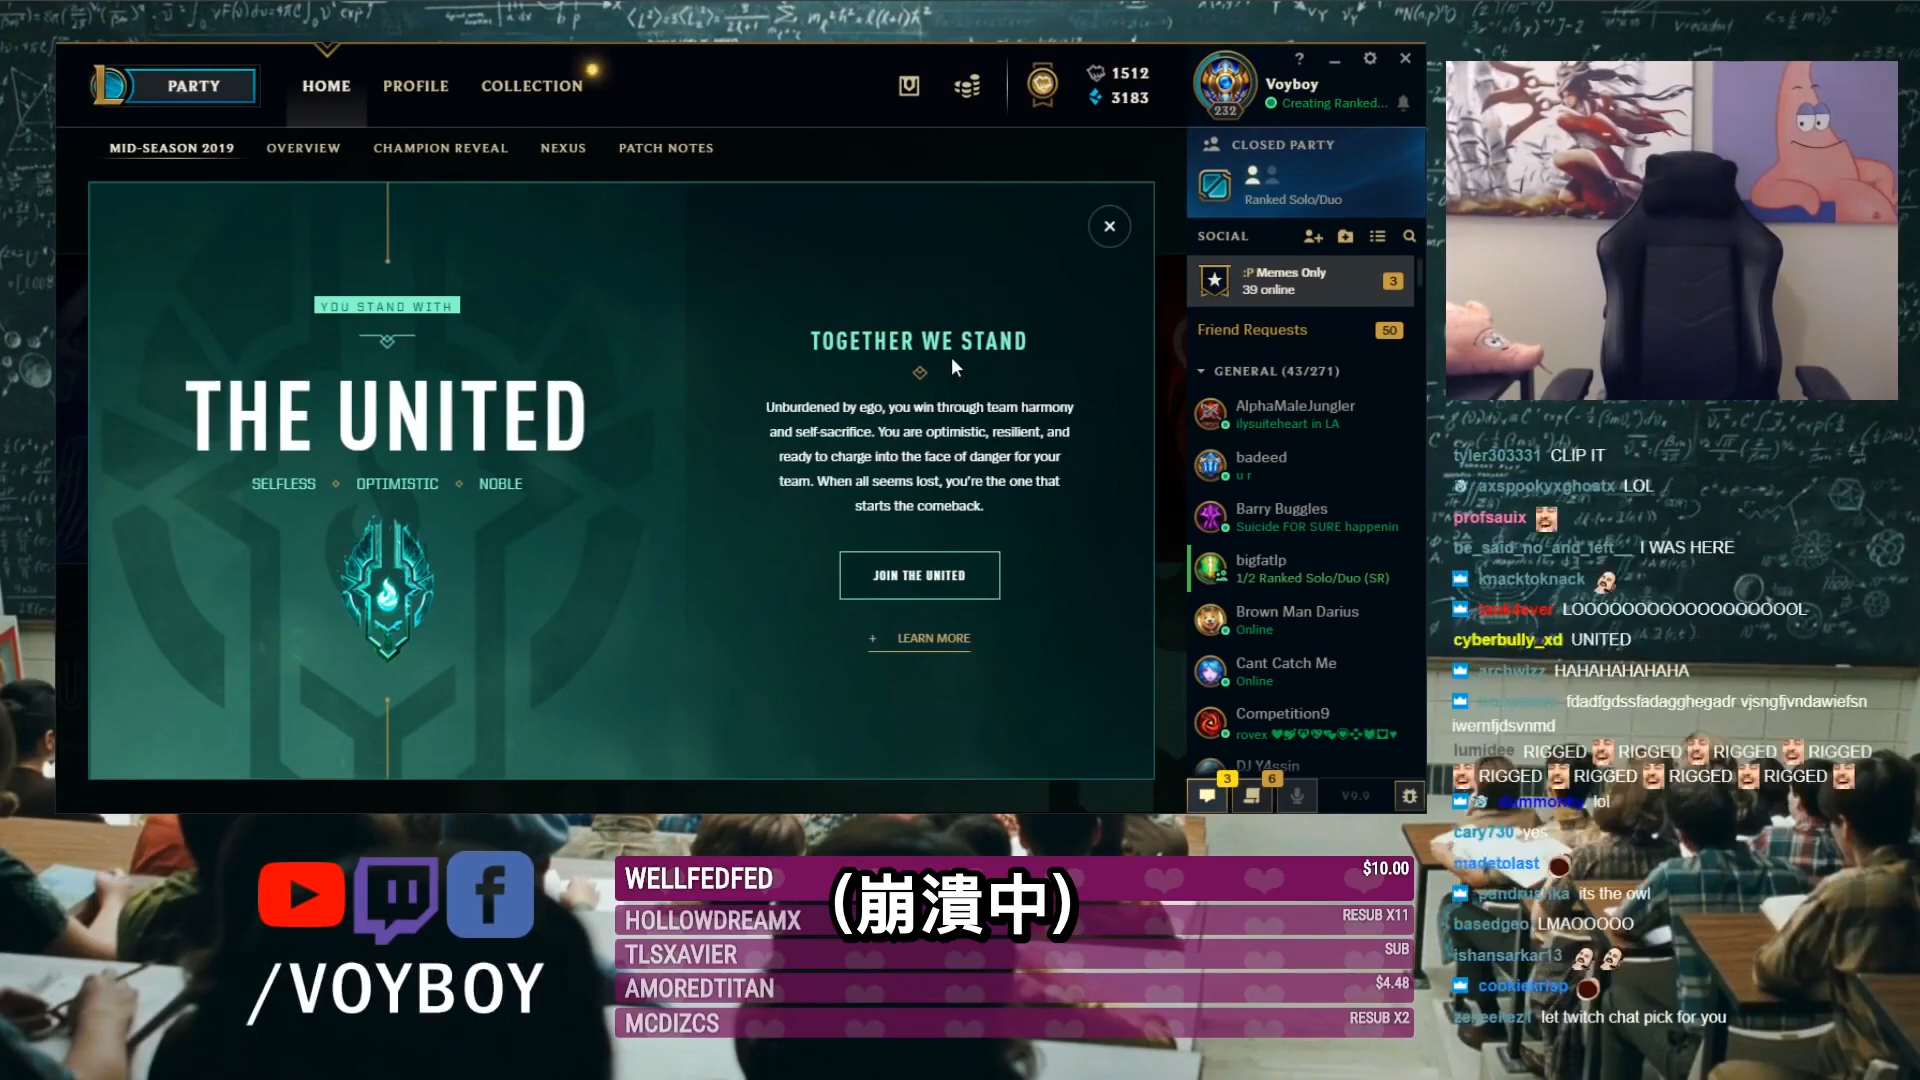 PARTY
HOME
PROFILE
COLLECTION
1512
3183
232
Voyboy
Creating Ranked...
MID-SEASON 2019
OVERVIEW
CHAMPION REVEAL
NEXUS
PATCH NOTES
YOU STAND WITH
THE UNITED
SELFLESS
OPTIMISTIC
NOBLE
TOGETHER WE STAND
Unburdened by ego, you win through team harmony
and self-sacrifice. You are optimistic, resilient, and
ready to charge into the face of danger for your
team. When all seems lost, you're the one that
starts the comeback.
JOIN THE UNITED
+ LEARN MORE
CLOSED PARTY
Ranked Solo/Duo
SOCIAL
:P Memes Only
39 online
3
Friend Requests
50
GENERAL (43/271)
AlphaMaleJungler
ilysuiteheart in LA
badeed
u r
Barry Buggles
Suicide FOR SURE happenin
1/2 Ranked Solo/Duo (SR)
Brown Man Darius
Online
Cant Catch Me
Online
Competition9
rovex
DJ Y4ssin
3
6
V9.9
tyler303331 CLIP IT
axspookyxghostx LOL
profsauix
be_said_no_and_left__ I WAS HERE
knacktoknack
LOOOOOOOOOOOOOOOOOOL
cyberbully_xd UNITED
archwizz HAHAHAHAHAHA
fdadfgdssfadagghegadr vjsngfjvndawiefsn
iwernfjdsvnmd
lumidee RIGGED RIGGED RIGGED RIGGED
RIGGED RIGGED RIGGED RIGGED
lol
cary730 yes
madetolast
its the owl
basedgeo LMAOOOOO
ishansarkar13
cookiekrisp
let twitch chat pick for you
/VOYBOY
WELLFEDFED
$10.00
HOLLOWDREAMX
RESUB X11
TLSXAVIER
SUB
AMOREDTITAN
$4.48
MCDIZCS
RESUB X2
(崩潰中)